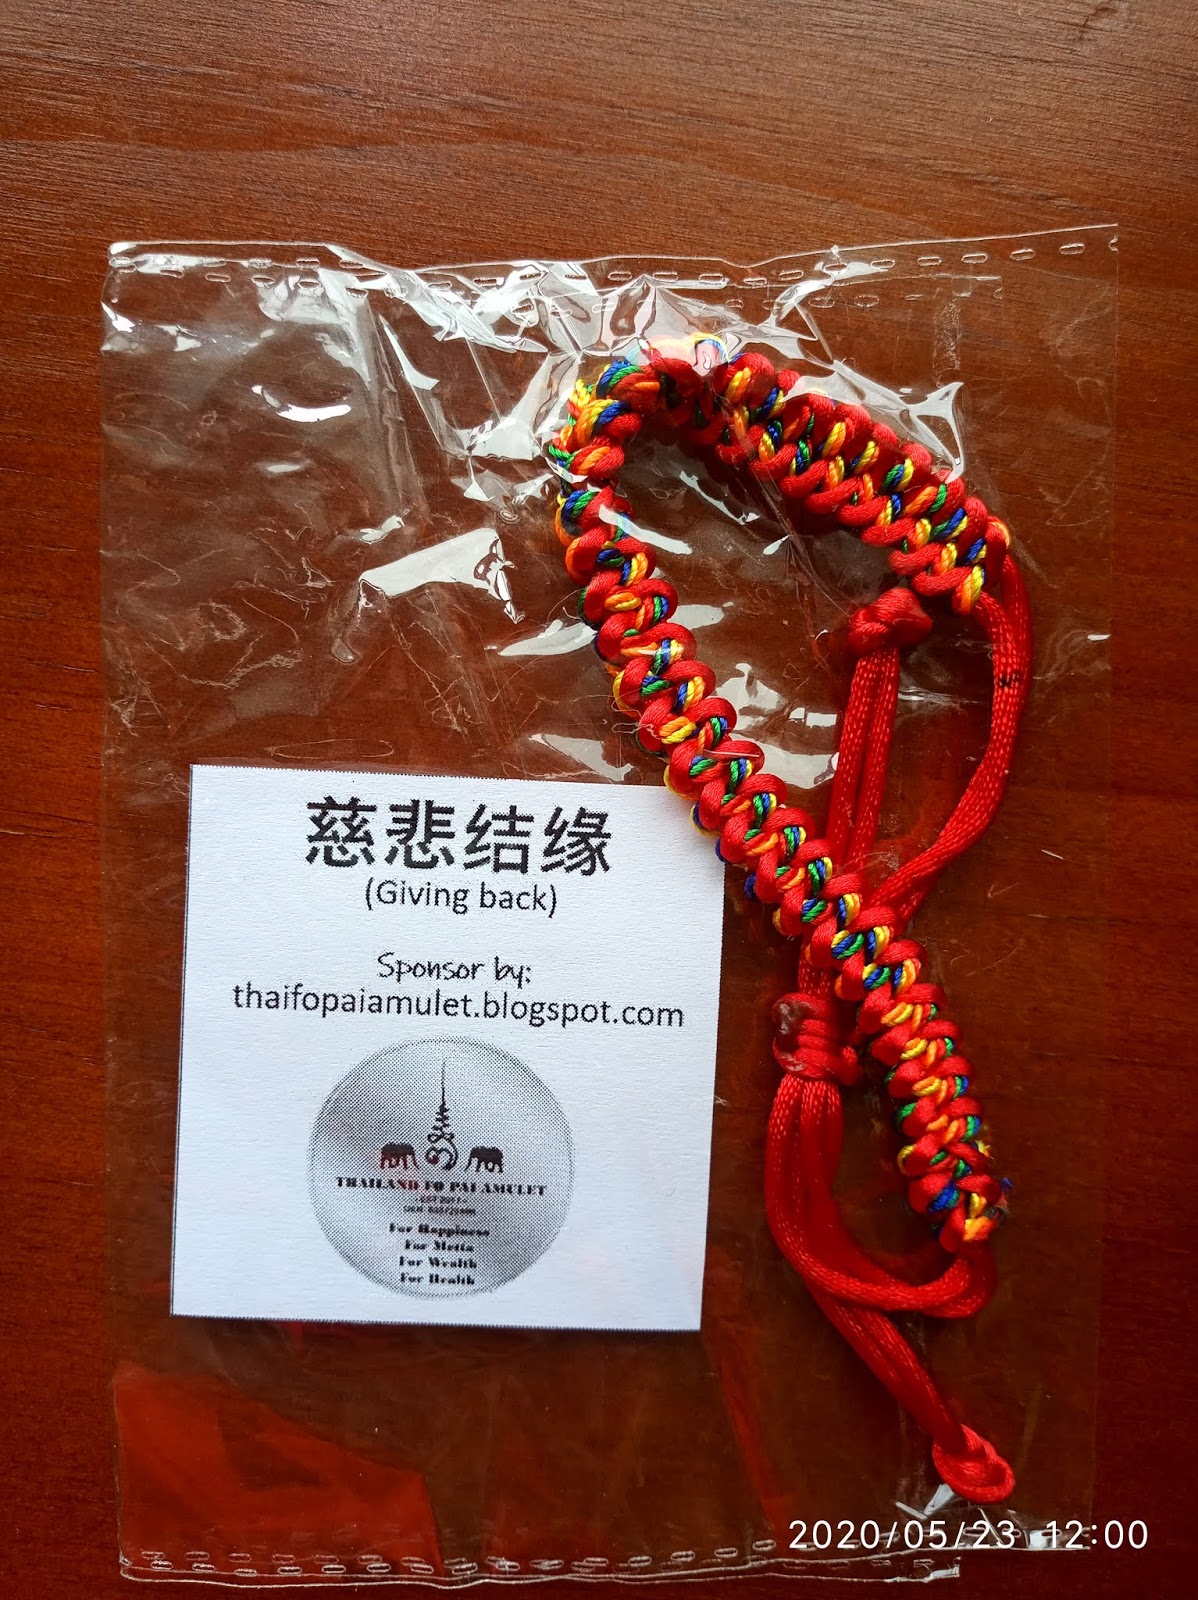 慈悲结缘
(Giving back)
Sponsor by:
thaifopaiamulet.blogspot.com
THAILAND FO PAI AMULET
For Happiness
For Metta
For Wealth
For Health
2020/05/23 12:00